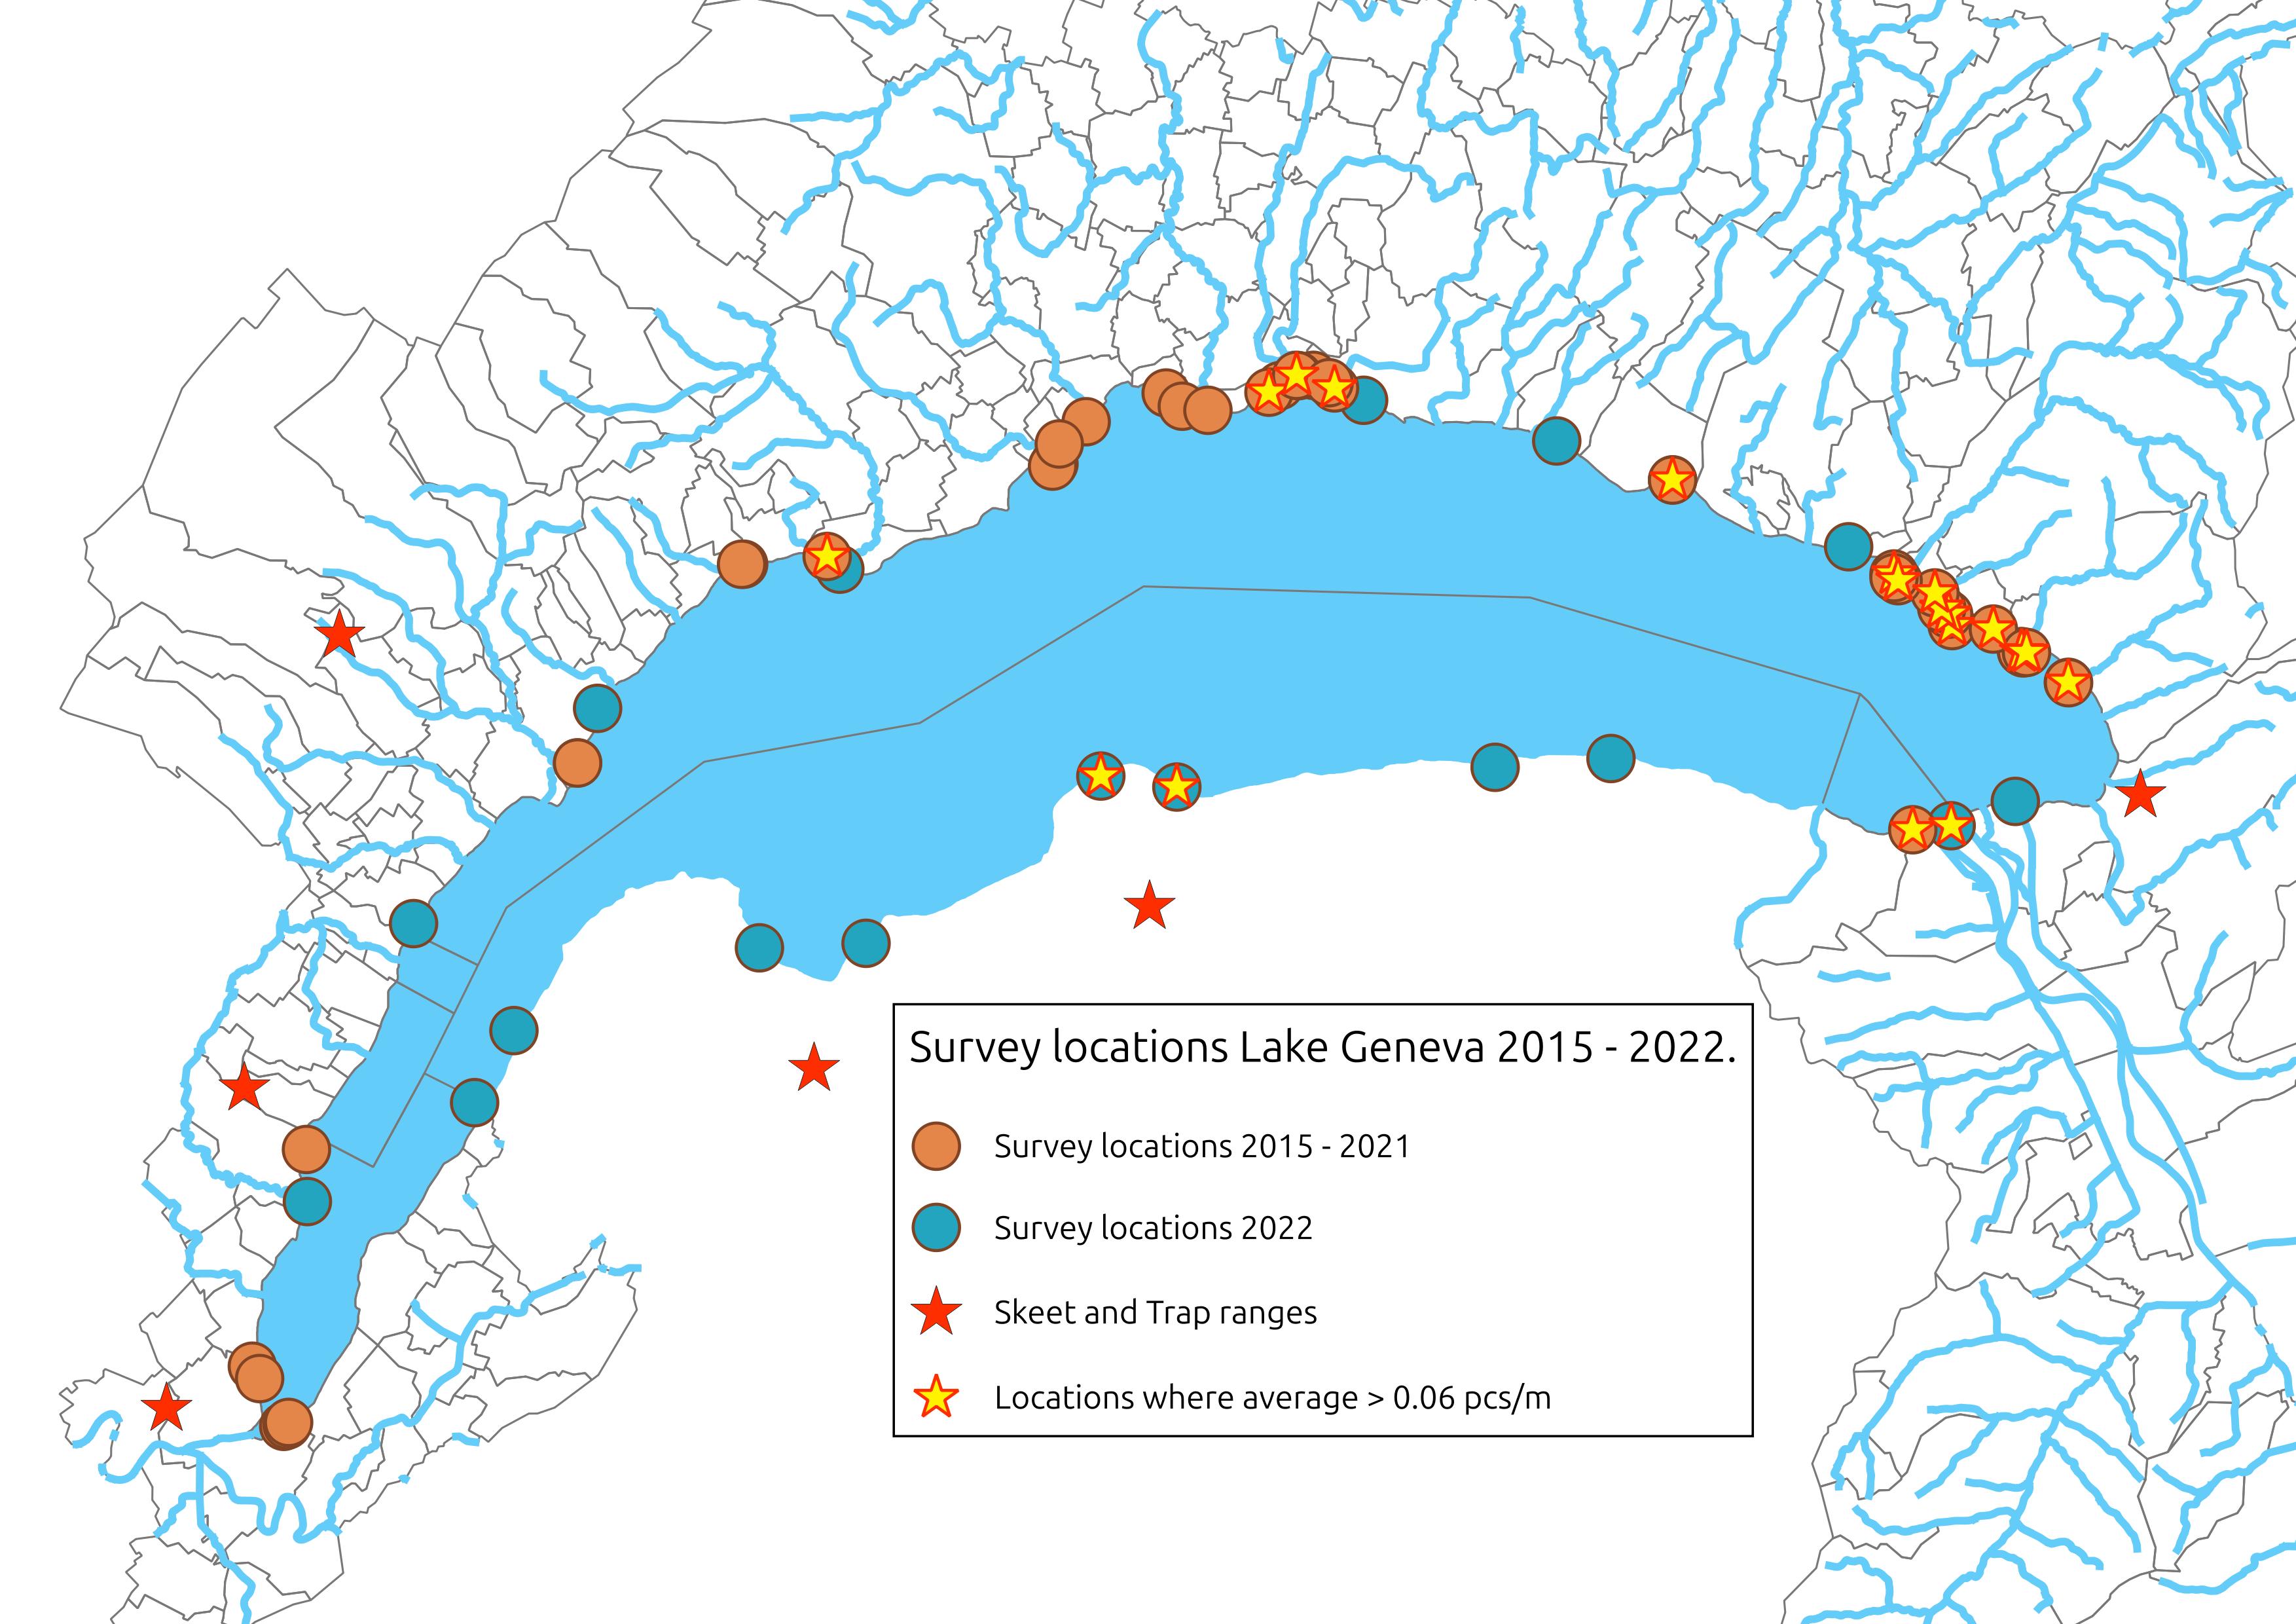 Survey locations Lake Geneva 2015 - 2022.
Survey locations 2015 - 2021
Survey locations 2022
Skeet and Trap ranges
Locations where average > 0.06 pcs/m